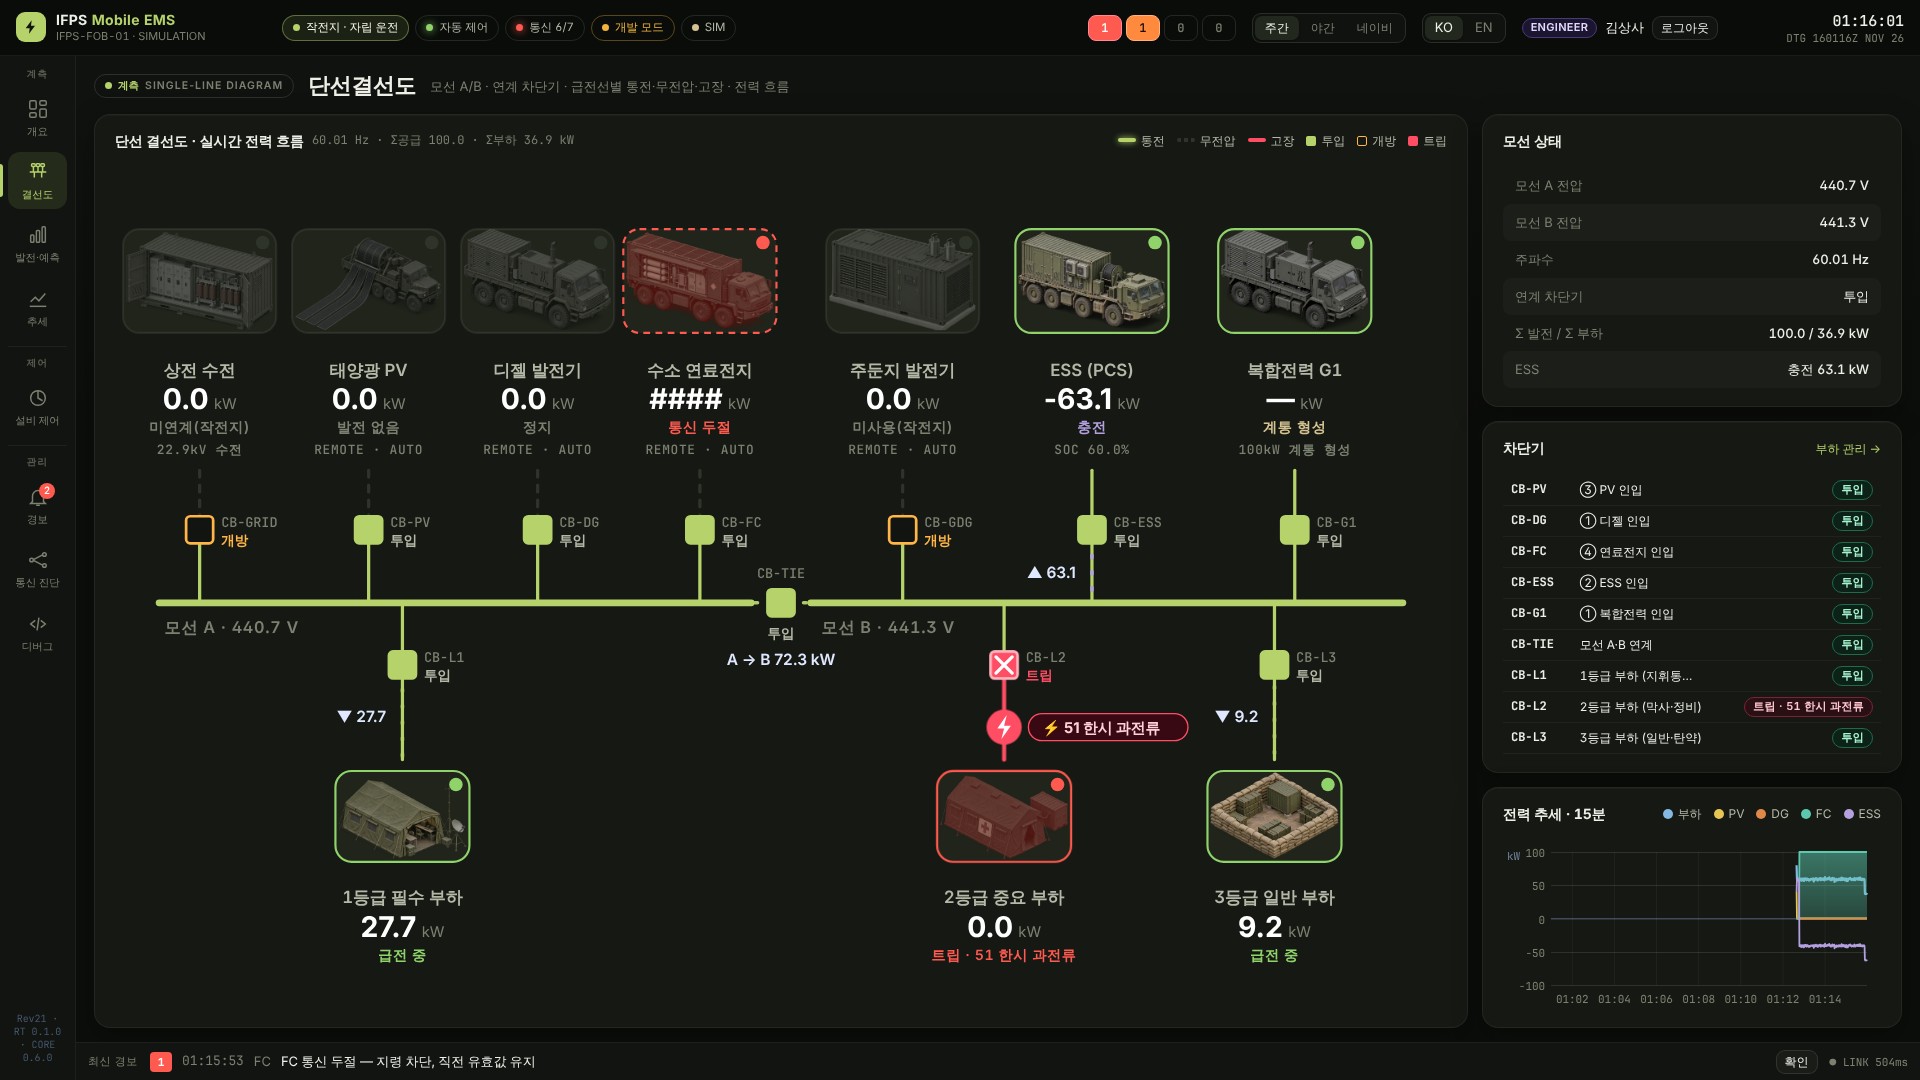 IFPS Mobile EMS
IFPS-FOB-01 · SIMULATION
작전지 · 자립 운전
자동 제어
통신 6/7
개발 모드
SIM
1
1
0
0
주간
야간
네이비
KO
EN
ENGINEER
김상사
로그아웃
01:16:01
DTG 160116Z NOV 26
계측
개요
결선도
발전·예측
추세
제어
설비 제어
관리
2
경보
통신 진단
디버그
Rev21 ·
RT 0.1.0
· CORE
0.6.0
계측 SINGLE-LINE DIAGRAM
단선결선도
모선 A/B · 연계 차단기 · 급전선별 통전·무전압·고장 · 전력 흐름
단선 결선도 · 실시간 전력 흐름
60.01 Hz · Σ공급 100.0 · Σ부하 36.9 kW
통전
무전압
고장
투입
개방
트립
상전 수전
0.0 kW
미연계(작전지)
22.9kV 수전
태양광 PV
0.0 kW
발전 없음
REMOTE · AUTO
디젤 발전기
0.0 kW
정지
REMOTE · AUTO
수소 연료전지
#### kW
통신 두절
REMOTE · AUTO
주둔지 발전기
0.0 kW
미사용(작전지)
REMOTE · AUTO
ESS (PCS)
-63.1 kW
충전
SOC 60.0%
복합전력 G1
— kW
계통 형성
100kW 계통 형성
CB-GRID
개방
CB-PV
투입
CB-DG
투입
CB-FC
투입
CB-GDG
개방
CB-ESS
투입
CB-G1
투입
CB-TIE
투입
▲ 63.1
모선 A · 440.7 V
모선 B · 441.3 V
A → B 72.3 kW
CB-L1
투입
CB-L2
트립
CB-L3
투입
▼ 27.7
⚡ 51 한시 과전류
▼ 9.2
1등급 필수 부하
27.7 kW
급전 중
2등급 중요 부하
0.0 kW
트립 · 51 한시 과전류
3등급 일반 부하
9.2 kW
급전 중
모선 상태
모선 A 전압 440.7 V
모선 B 전압 441.3 V
주파수 60.01 Hz
연계 차단기 투입
Σ 발전 / Σ 부하 100.0 / 36.9 kW
ESS 충전 63.1 kW
차단기
부하 관리 →
CB-PV ③ PV 인입 투입
CB-DG ① 디젤 인입 투입
CB-FC ④ 연료전지 인입 투입
CB-ESS ② ESS 인입 투입
CB-G1 ① 복합전력 인입 투입
CB-TIE 모선 A·B 연계 투입
CB-L1 1등급 부하 (지휘통... 투입
CB-L2 2등급 부하 (막사·정비) 트립 · 51 한시 과전류
CB-L3 3등급 부하 (일반·탄약) 투입
전력 추세 · 15분
부하
PV
DG
FC
ESS
kW
100
50
0
-50
-100
01:02 01:04 01:06 01:08 01:10 01:12 01:14
최신 경보
1
01:15:53
FC
FC 통신 두절 — 지령 차단, 직전 유효값 유지
확인
LINK 504ms